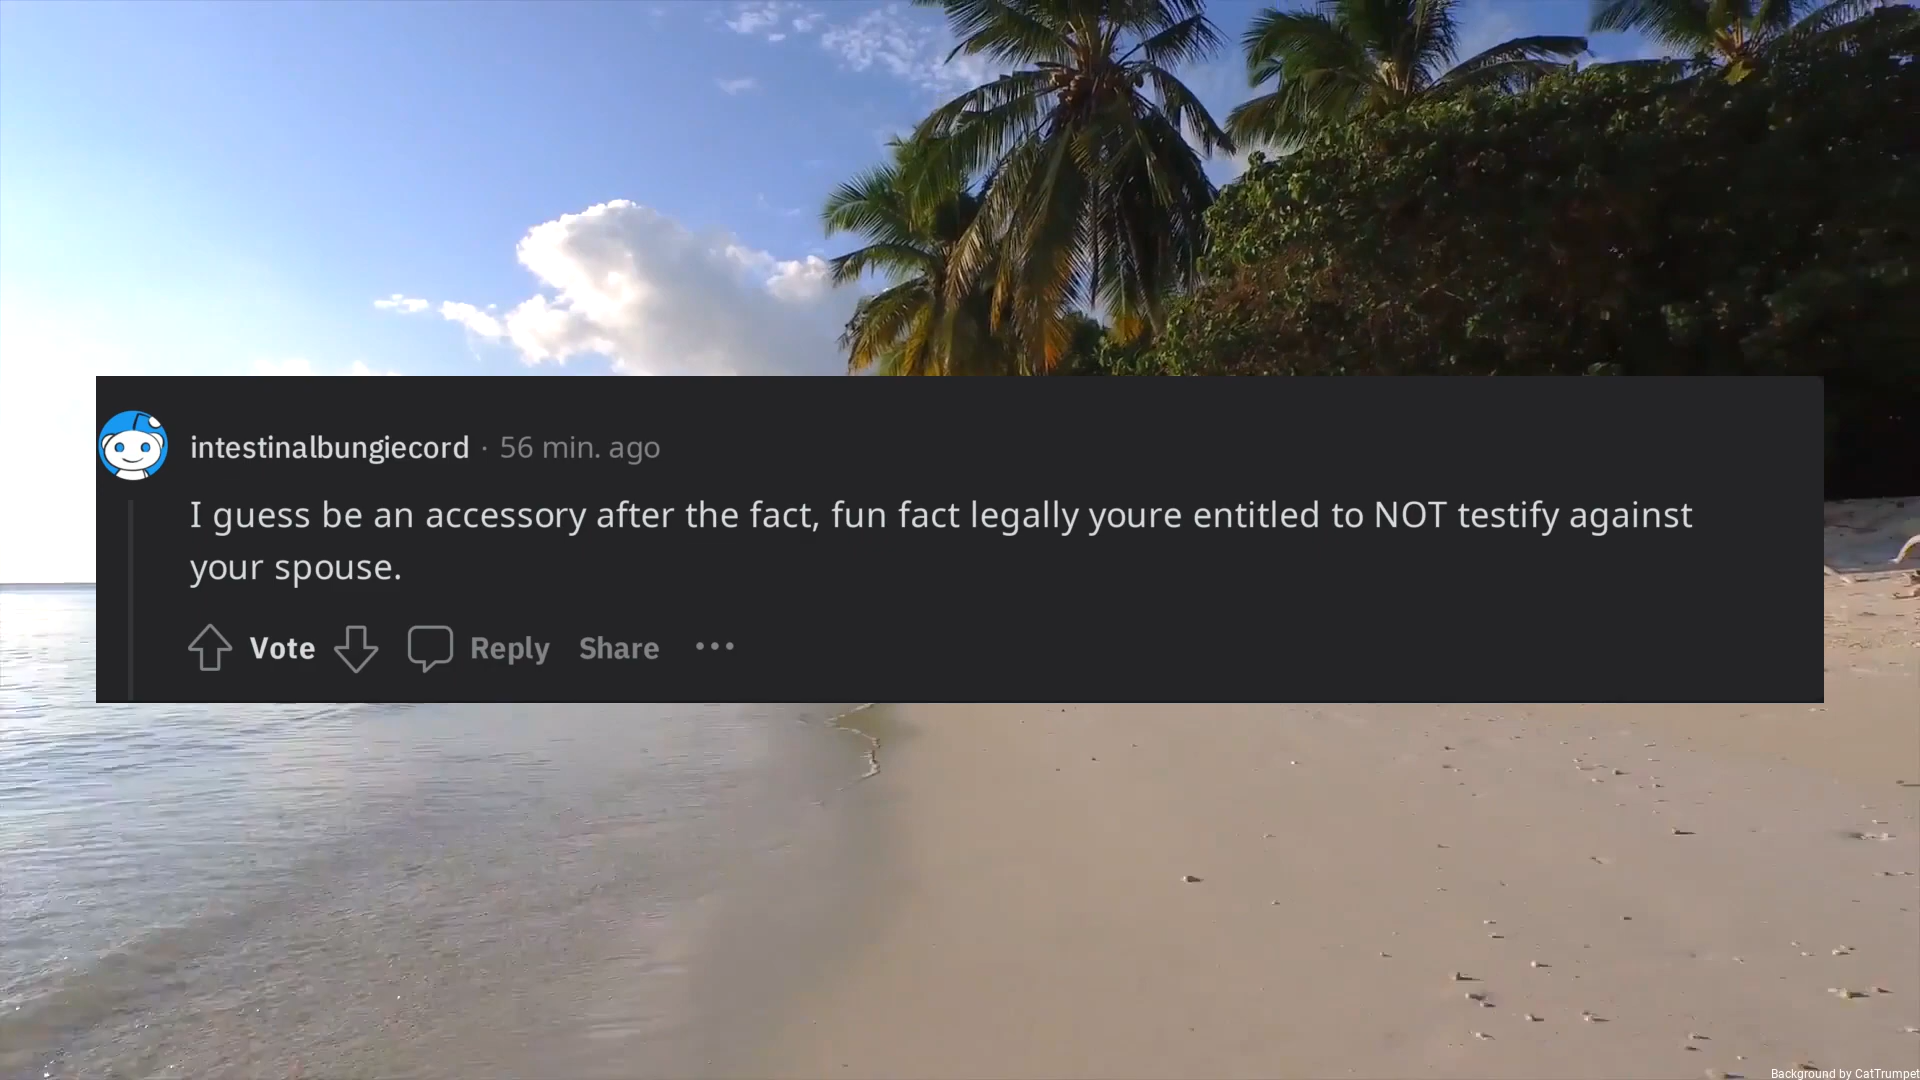 intestinalbungiecord · 56 min. ago
I guess be an accessory after the fact, fun fact legally youre entitled to NOT testify against
your spouse.
Vote Reply Share ...
Background by CatTrumpet